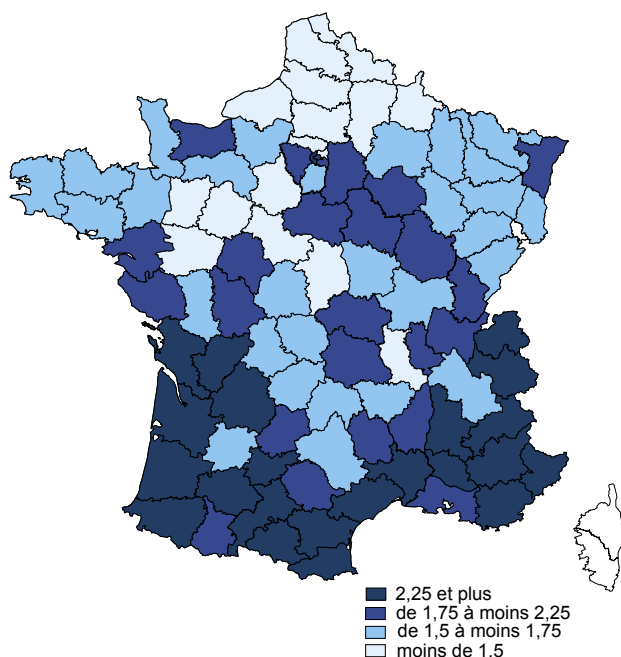 2,25 et plus
de 1,75 à moins 2,25
de 1,5 à moins 1,75
moins de 1.5